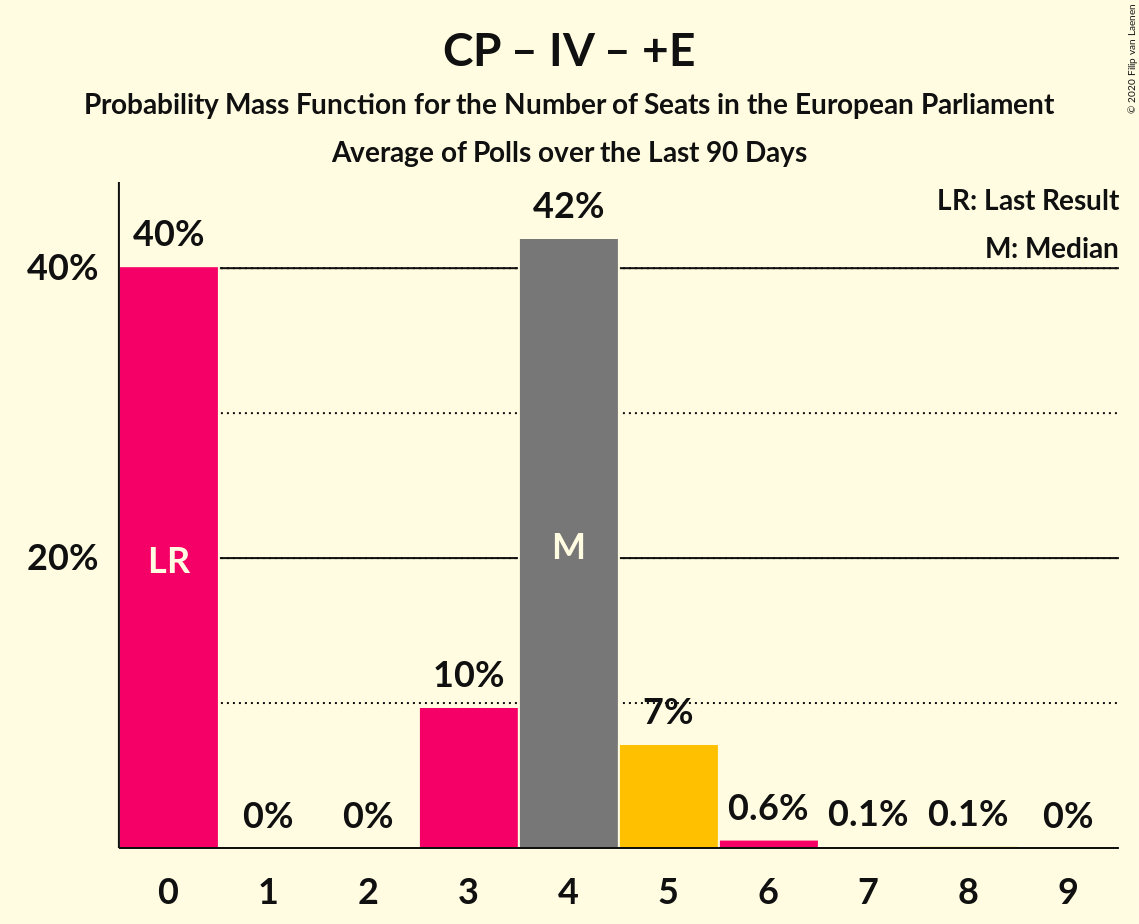 CP – IV – +E
Probability Mass Function for the Number of Seats in the European Parliament
Average of Polls over the Last 90 Days
© 2020 Filip van Laenen
LR: Last Result
M: Median
40%
20%
40%
0%
0%
10%
42%
7%
0.6%
0.1%
0.1%
0%
LR
M
0 1 2 3 4 5 6 7 8 9